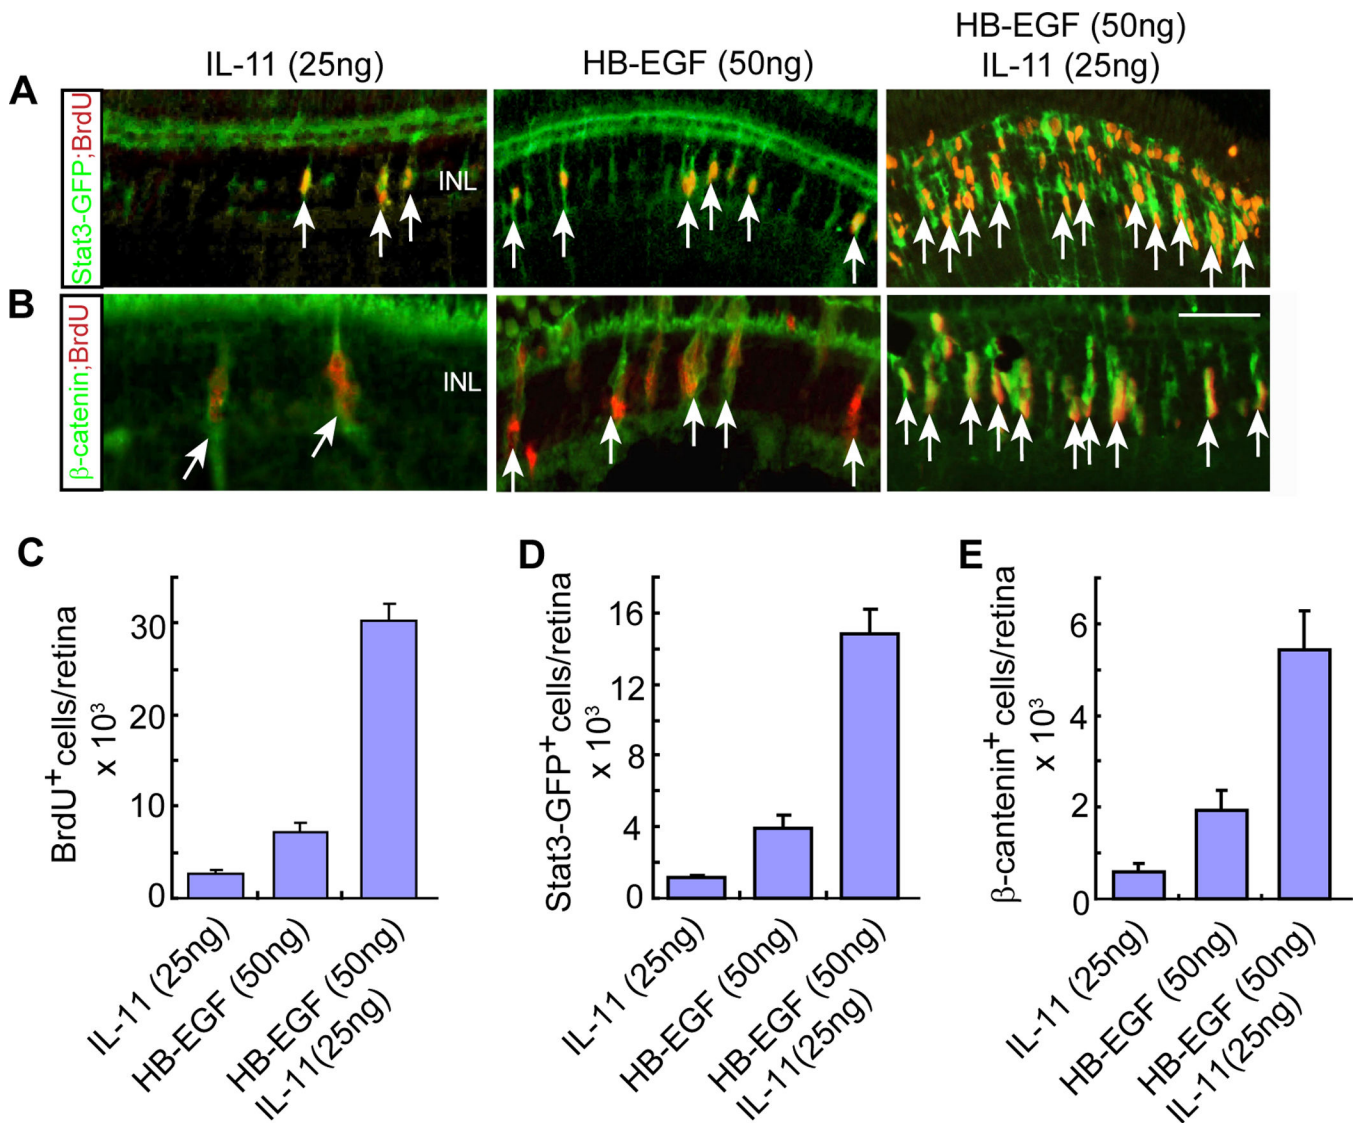 HB-EGF (50ng)
IL-11 (25ng)
HB-EGF (50ng)
IL-11 (25ng)
A
Stat3-GFP;BrdU
INL
B
β-catenin;BrdU
INL
C
BrdU⁺ cells/retina
x 10³
30
20
10
0
IL-11 (25ng)
HB-EGF (50ng)
HB-EGF (50ng)
IL-11(25ng)
D
Stat3-GFP⁺ cells/retina
x 10³
16
12
8
4
0
IL-11 (25ng)
HB-EGF (50ng)
HB-EGF (50ng)
IL-11(25ng)
E
β-cantenin⁺ cells/retina
x 10³
6
4
2
0
IL-11 (25ng)
HB-EGF (50ng)
HB-EGF (50ng)
IL-11(25ng)